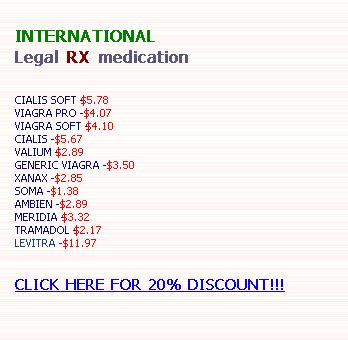 INTERNATIONAL
Legal RX medication
CIALIS SOFT $5.78
VIAGRA PRO -$4.07
VIAGRA SOFT $4.10
CIALIS -$5.67
VALIUM $2.89
GENERIC VIAGRA -$3.50
XANAX -$2.85
SOMA -$1.38
AMBIEN -$2.89
MERIDIA $3.32
TRAMADOL $2.17
LEVITRA -$11.97
CLICK HERE FOR 20% DISCOUNT!!!